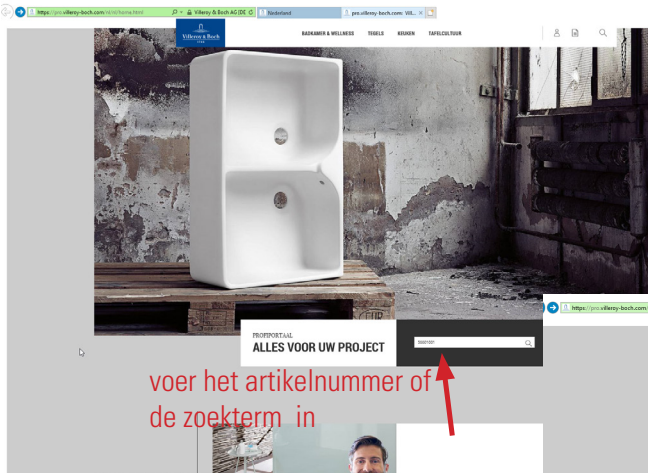 https://pro.villeroy-boch.com/nl/nl/home.html
Villeroy & Boch AG [DE]
Nederland
pro.villeroy-boch.com: Vill...
Villeroy & Boch
1748
BADKAMER & WELLNESS TEGELS KEUKEN TAFELCULTUUR
https://pro.villeroy-boch.com/
PROFIPORTAAL
ALLES VOOR UW PROJECT
voer het artikelnummer of
de zoekterm in